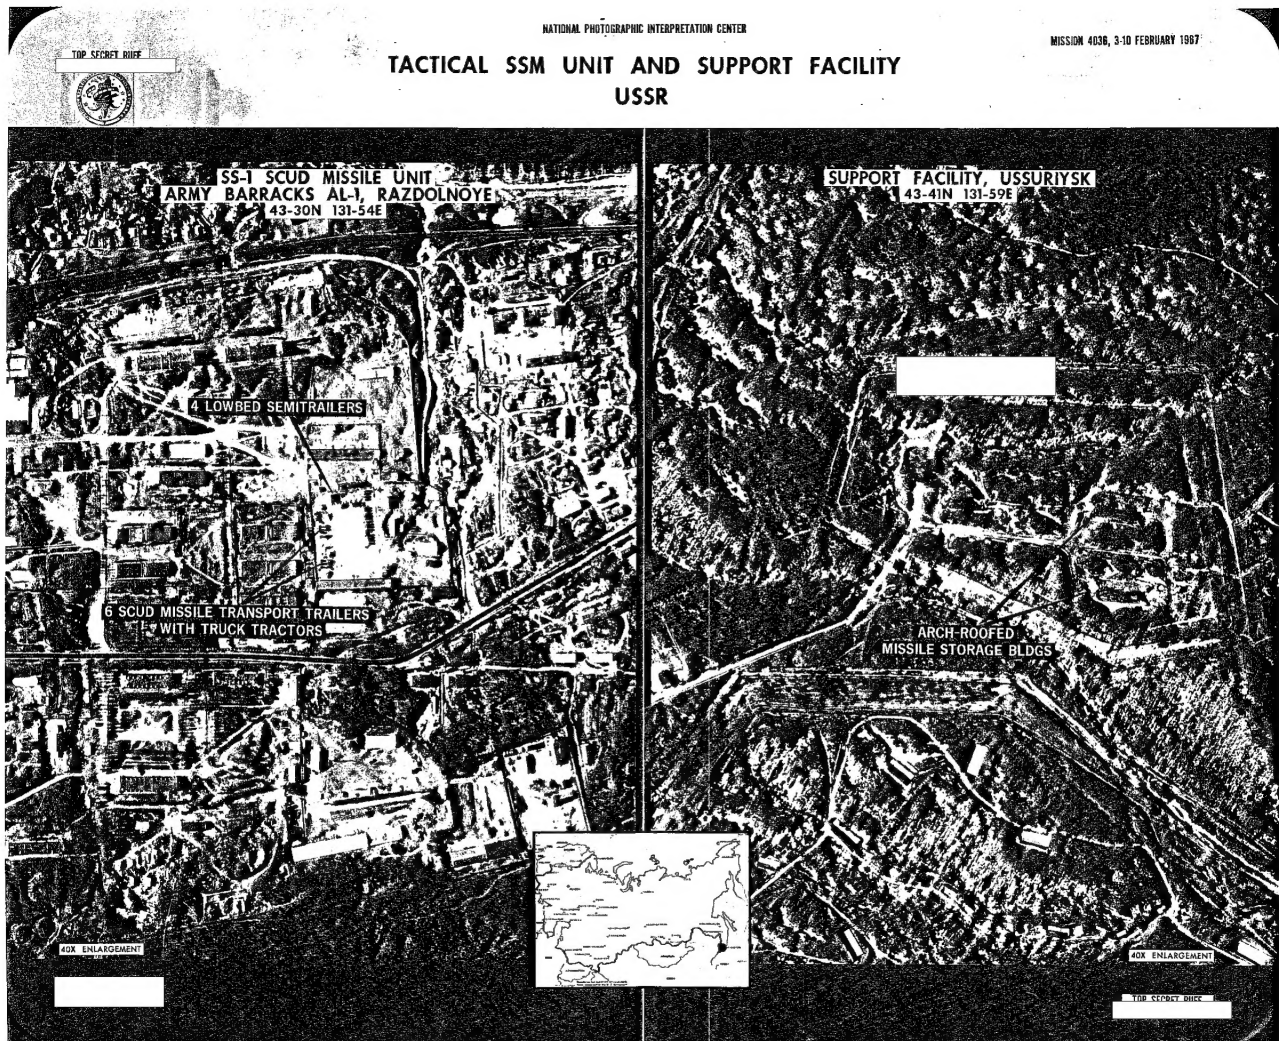 NATIONAL PHOTOGRAPHIC INTERPRETATION CENTER
MISSION 4036, 3-10 FEBRUARY 1967
TOP SECRET RUFF
TACTICAL SSM UNIT AND SUPPORT FACILITY
USSR
SS-1 SCUD MISSILE UNIT
ARMY BARRACKS AL-1, RAZDOLNOYE
43-30N 131-54E
SUPPORT FACILITY, USSURIYSK
43-41N 131-59E
4 LOWBED SEMITRAILERS
6 SCUD MISSILE TRANSPORT TRAILERS
WITH TRUCK TRACTORS
ARCH-ROOFED
MISSILE STORAGE BLDGS
40X ENLARGEMENT
40X ENLARGEMENT
TOP SECRET RUFF